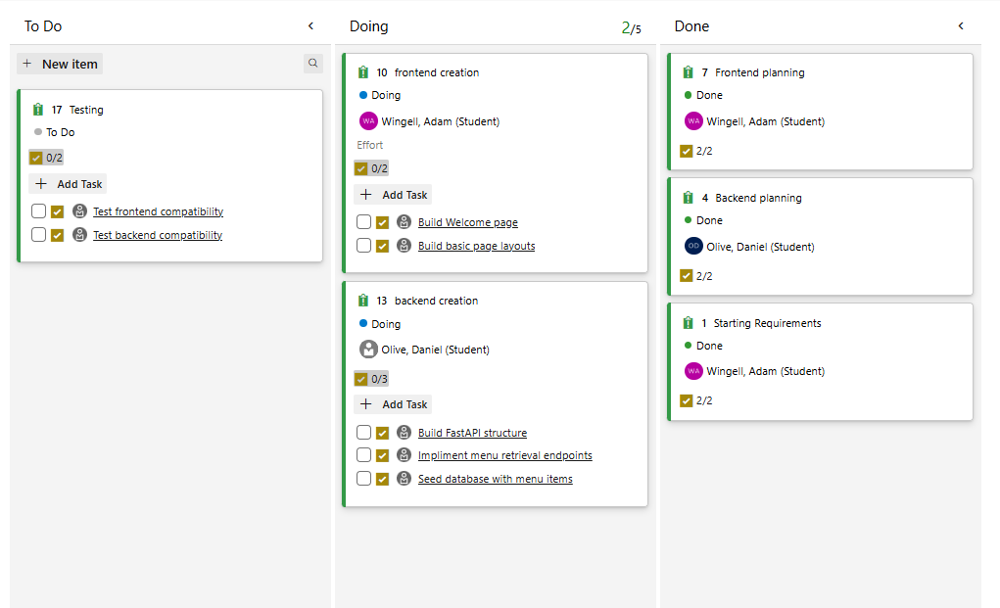 To Do
New item
17 Testing
To Do
0/2
Add Task
Test frontend compatibility
Test backend compatibility
Doing
2/5
10 frontend creation
Doing
WA Wingell, Adam (Student)
Effort
0/2
Add Task
Build Welcome page
Build basic page layouts
13 backend creation
Doing
Olive, Daniel (Student)
0/3
Add Task
Build FastAPI structure
Impliment menu retrieval endpoints
Seed database with menu items
Done
7 Frontend planning
Done
WA Wingell, Adam (Student)
2/2
4 Backend planning
Done
OD Olive, Daniel (Student)
2/2
1 Starting Requirements
Done
WA Wingell, Adam (Student)
2/2